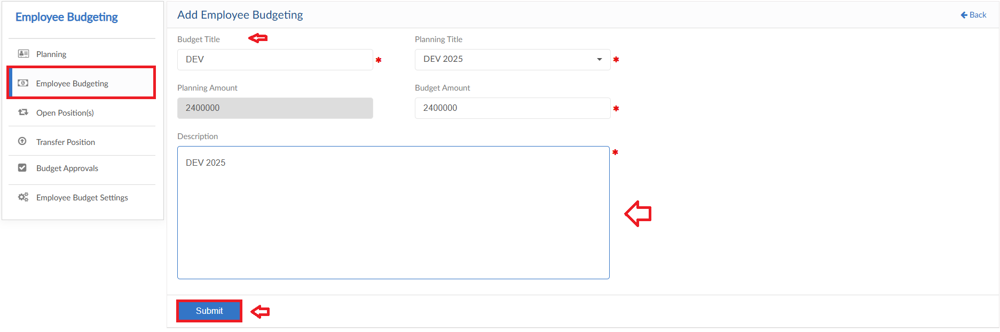 Employee Budgeting
Planning
Employee Budgeting
Open Position(s)
Transfer Position
Budget Approvals
Employee Budget Settings
Add Employee Budgeting
Back
Budget Title
Planning Title
DEV *
DEV 2025 *
Planning Amount
Budget Amount
2400000
2400000 *
Description
DEV 2025 *
Submit